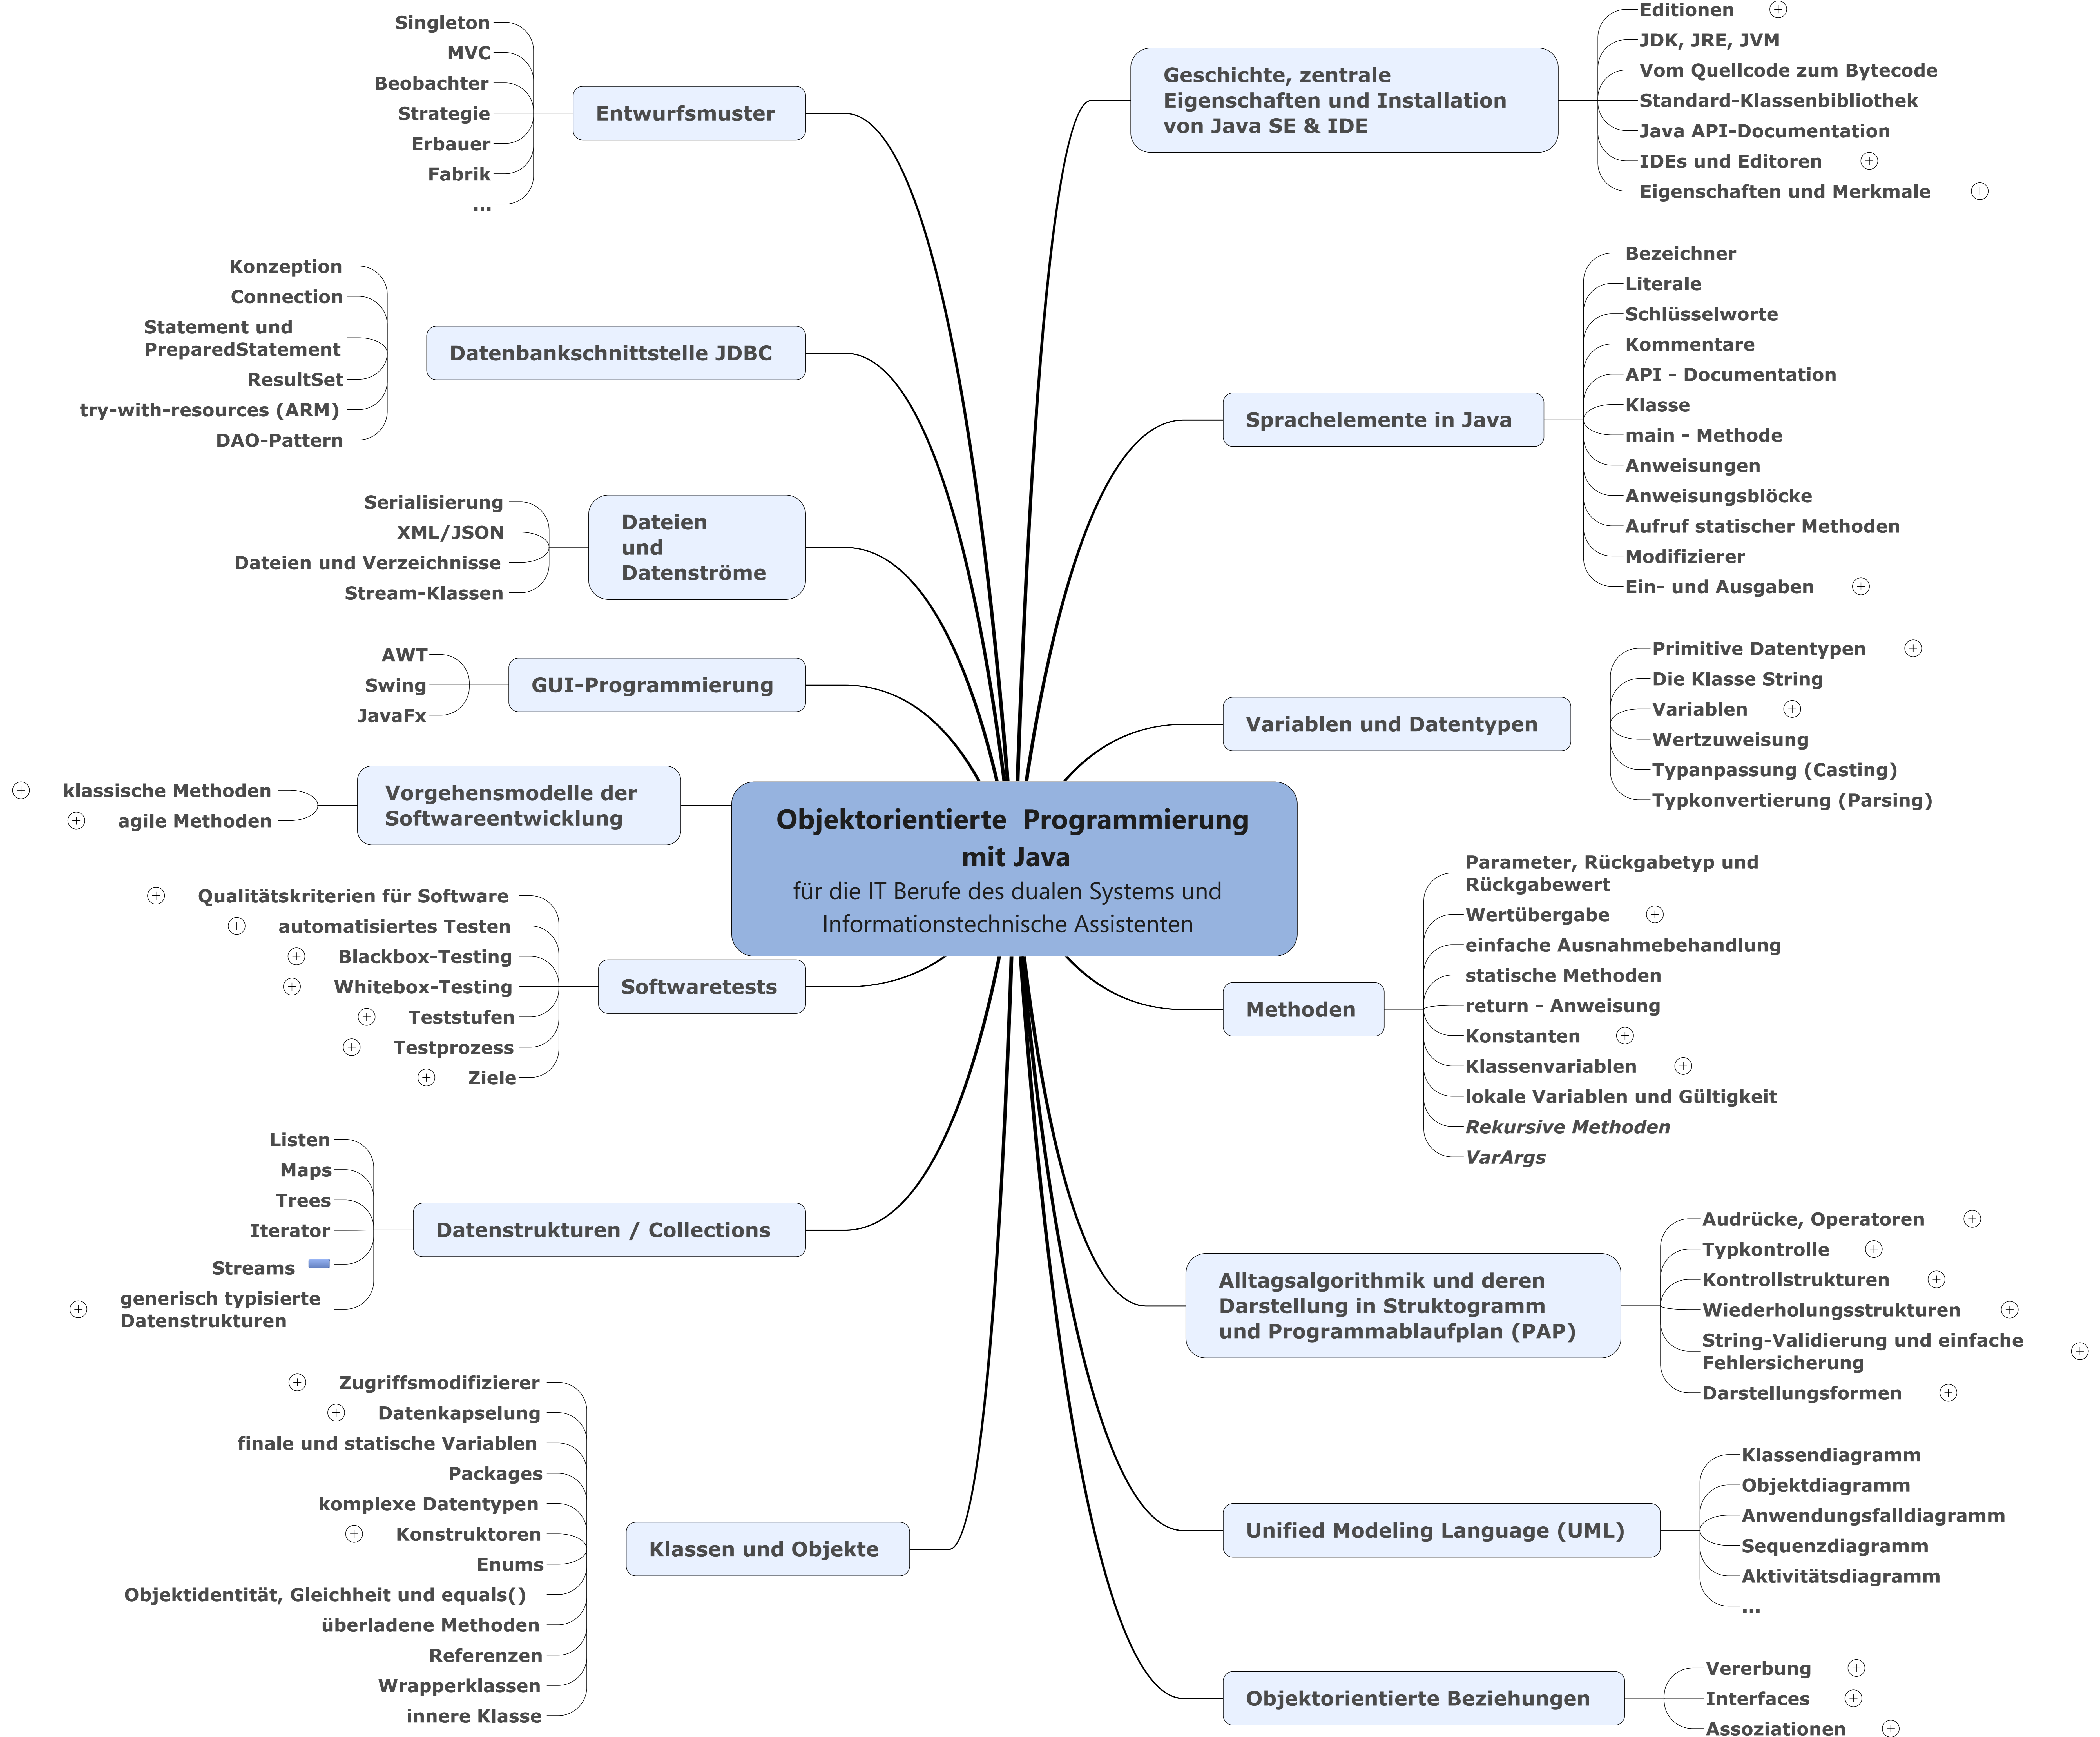 Objektorientierte  Programmierung
mit Java
für die IT Berufe des dualen Systems und
Informationstechnische Assistenten
Geschichte, zentrale
Eigenschaften und Installation
von Java SE & IDE
Editionen
JDK, JRE, JVM
Vom Quellcode zum Bytecode
Standard-Klassenbibliothek
Java API-Documentation
IDEs und Editoren
Eigenschaften und Merkmale
Sprachelemente in Java
Bezeichner
Literale
Schlüsselworte
Kommentare
API - Documentation
Klasse
main - Methode
Anweisungen
Anweisungsblöcke
Aufruf statischer Methoden
Modifizierer
Ein- und Ausgaben
Variablen und Datentypen
Primitive Datentypen
Die Klasse String
Variablen
Wertzuweisung
Typanpassung (Casting)
Typkonvertierung (Parsing)
Methoden
Parameter, Rückgabetyp und
Rückgabewert
Wertübergabe
einfache Ausnahmebehandlung
statische Methoden
return - Anweisung
Konstanten
Klassenvariablen
lokale Variablen und Gültigkeit
Rekursive Methoden
VarArgs
Alltagsalgorithmik und deren
Darstellung in Struktogramm
und Programmablaufplan (PAP)
Audrücke, Operatoren
Typkontrolle
Kontrollstrukturen
Wiederholungsstrukturen
String-Validierung und einfache
Fehlersicherung
Darstellungsformen
Unified Modeling Language (UML)
Klassendiagramm
Objektdiagramm
Anwendungsfalldiagramm
Sequenzdiagramm
Aktivitätsdiagramm
...
Objektorientierte Beziehungen
Vererbung
Interfaces
Assoziationen
Entwurfsmuster
Singleton
MVC
Beobachter
Strategie
Erbauer
Fabrik
...
Datenbankschnittstelle JDBC
Konzeption
Connection
Statement und
PreparedStatement
ResultSet
try-with-resources (ARM)
DAO-Pattern
Dateien
und
Datenströme
Serialisierung
XML/JSON
Dateien und Verzeichnisse
Stream-Klassen
GUI-Programmierung
AWT
Swing
JavaFx
Vorgehensmodelle der
Softwareentwicklung
klassische Methoden
agile Methoden
Softwaretests
Qualitätskriterien für Software
automatisiertes Testen
Blackbox-Testing
Whitebox-Testing
Teststufen
Testprozess
Ziele
Datenstrukturen / Collections
Listen
Maps
Trees
Iterator
Streams
generisch typisierte
Datenstrukturen
Klassen und Objekte
Zugriffsmodifizierer
Datenkapselung
finale und statische Variablen
Packages
komplexe Datentypen
Konstruktoren
Enums
Objektidentität, Gleichheit und equals()
überladene Methoden
Referenzen
Wrapperklassen
innere Klasse